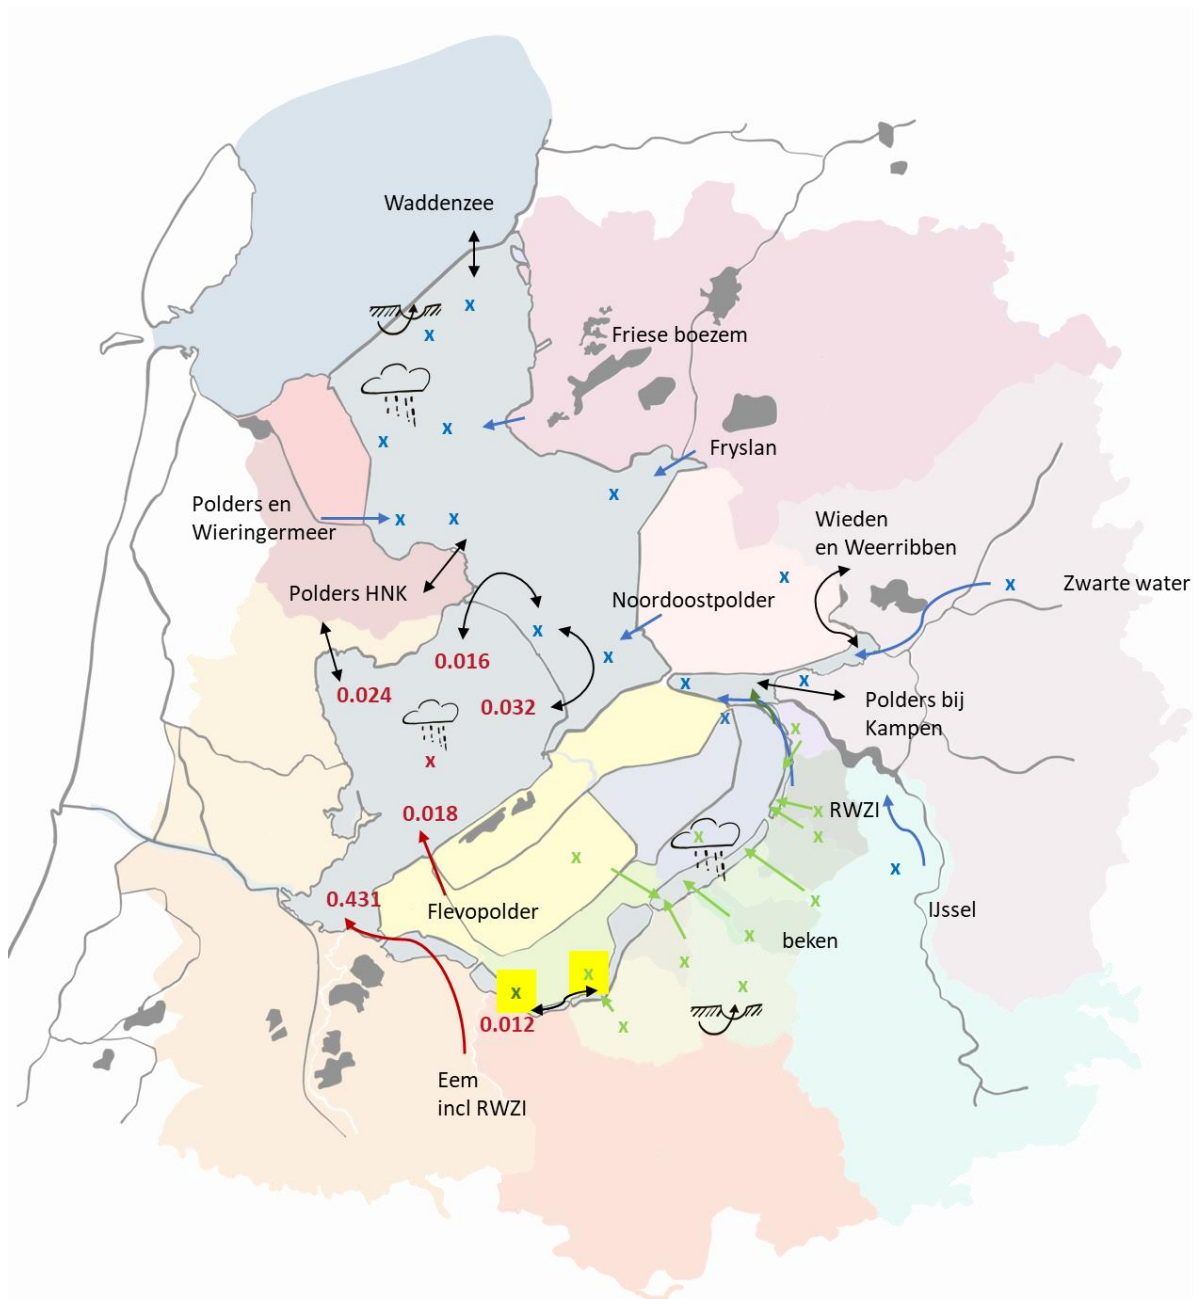 Waddenzee
x
x
Friese boezem
x
x
Fryslan
x
Polders en
Wieringermeer
x
x
Wieden
en Weerribben
x
x
Zwarte water
Polders HNK
Noordoostpolder
x
0.016
x
0.024
0.032
x
x
Polders bij
Kampen
x
x
x
0.018
x
RWZI
x
x
x
x
0.431
x
Flevopolder
IJssel
x
beken
x
x
x
x
0.012
x
Eem
incl RWZI